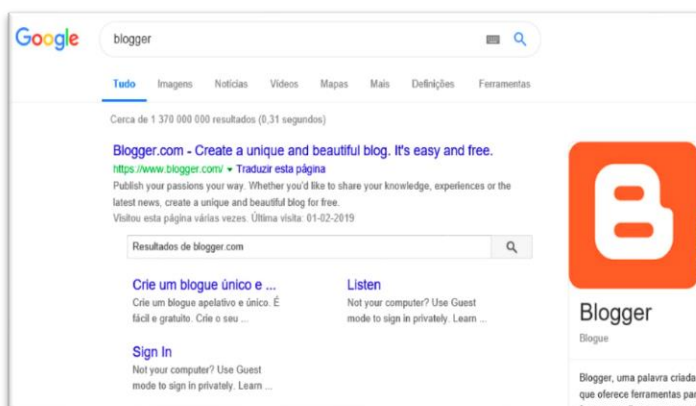 Google blogger
Tudo Imagens Notícias Vídeos Mapas Mais Definições Ferramentas
Cerca de 1 370 000 000 resultados (0,31 segundos)
Blogger.com - Create a unique and beautiful blog. It's easy and free.
https://www.blogger.com/ Traduzir esta página
Publish your passions your way. Whether you'd like to share your knowledge, experiences or the
latest news, create a unique and beautiful blog for free.
Visitou esta página várias vezes. Última visita: 01-02-2019
Resultados de blogger.com
Crie um blogue único e ...
Crie um blogue apelativo e único. É
fácil e gratuito. Crie o seu ...
Listen
Not your computer? Use Guest
mode to sign in privately. Learn ...
Sign In
Not your computer? Use Guest
mode to sign in privately. Learn ...
Blogger
Blogue
Blogger, uma palavra criada
que oferece ferramentas par